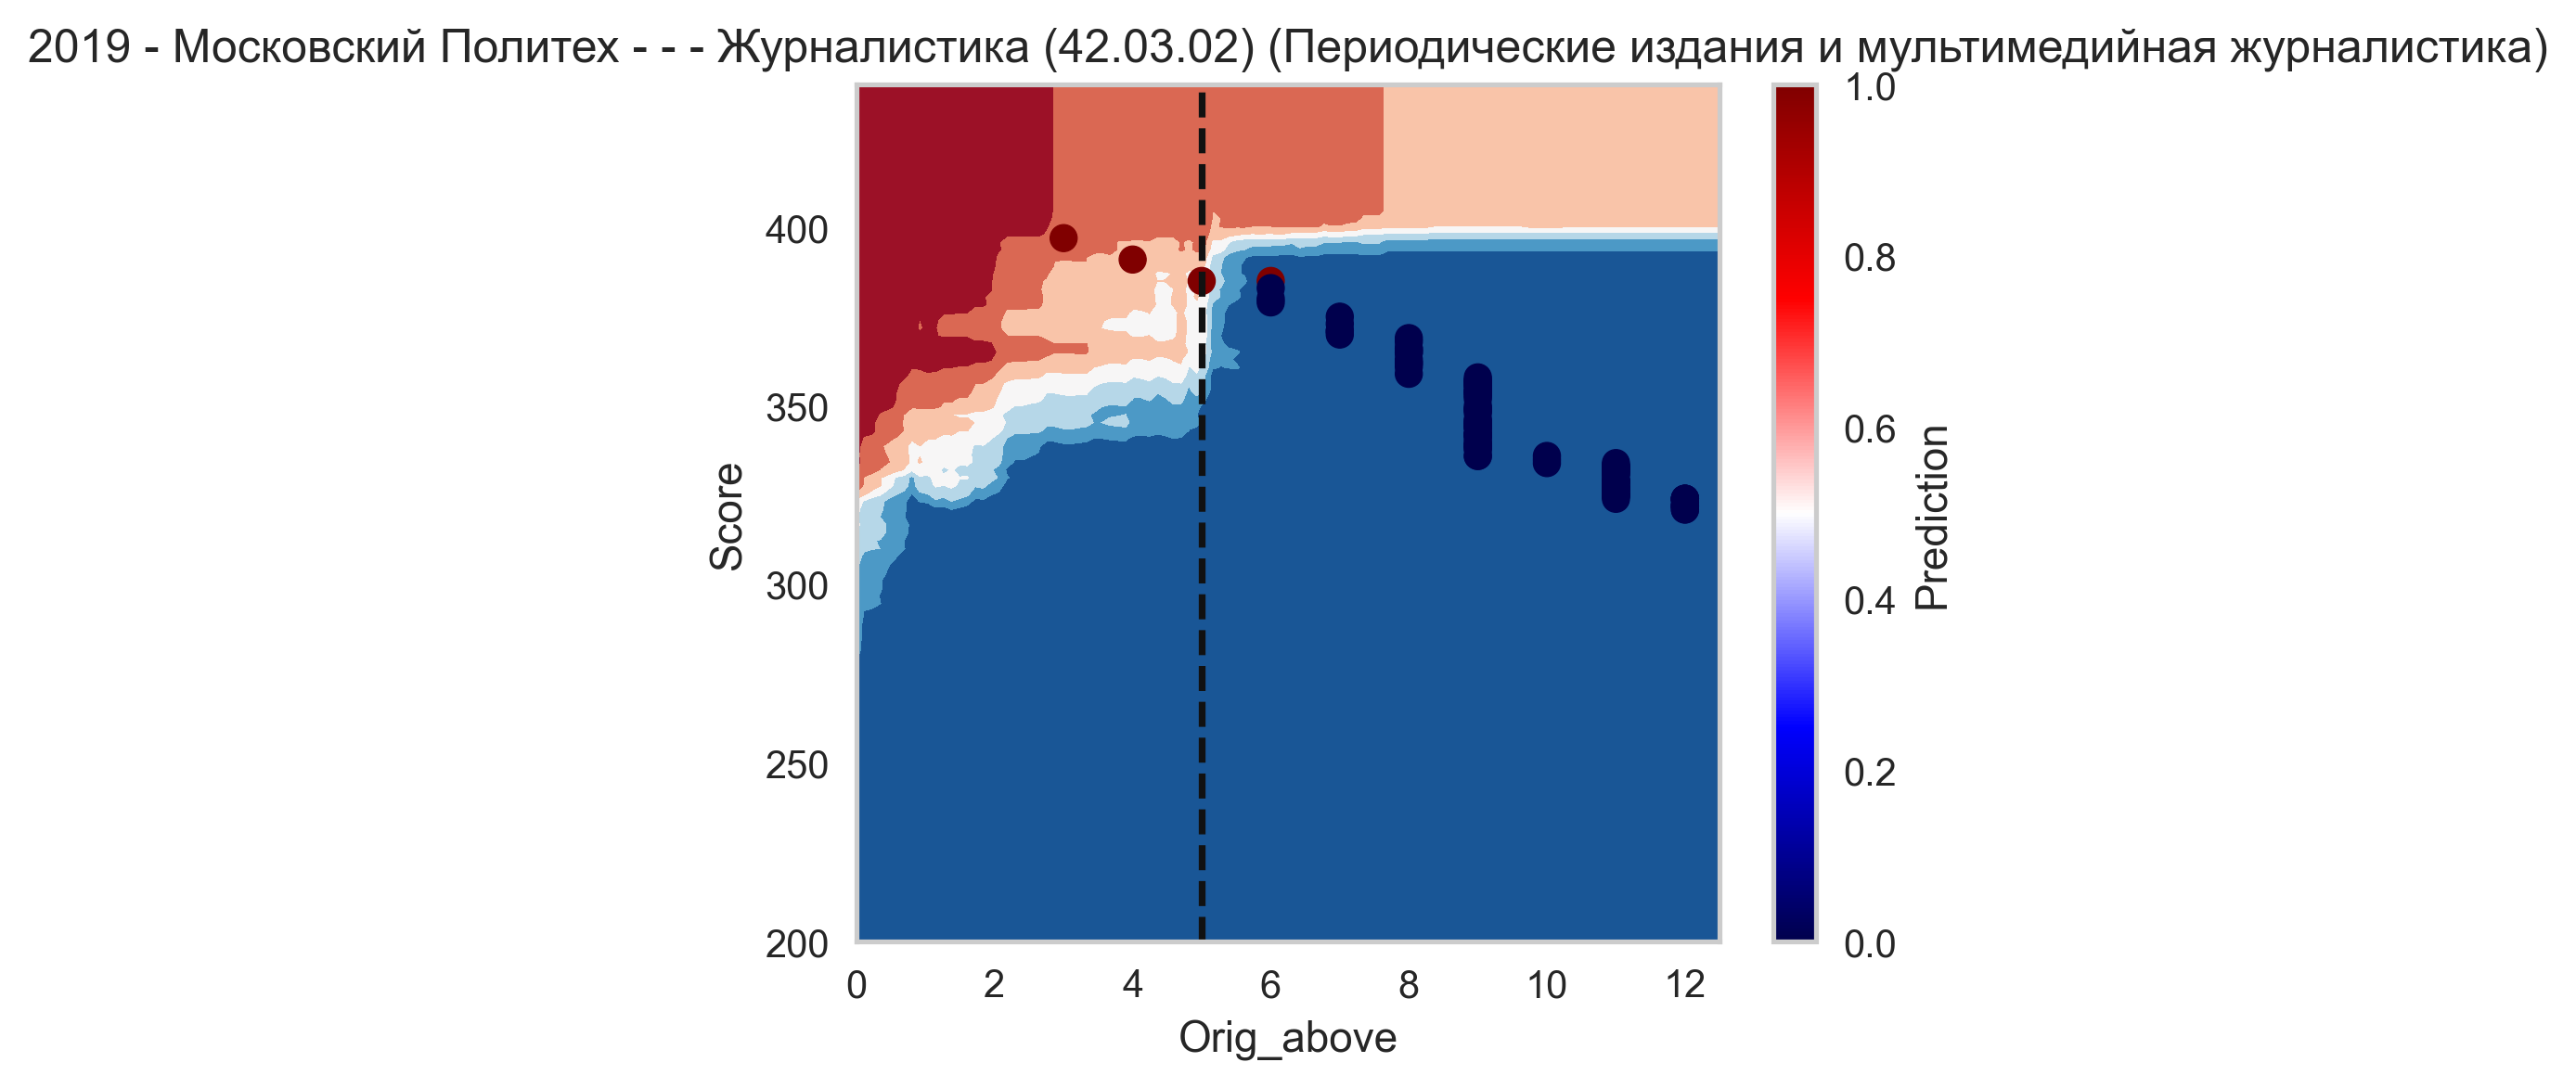 2019 - Московский Политех - - - Журналистика (42.03.02) (Периодические издания и мультимедийная журналистика)
Score
400
350
300
250
200
0 2 4 6 8 10 12
Orig_above
1.0
0.8
0.6
0.4
0.2
0.0
Prediction